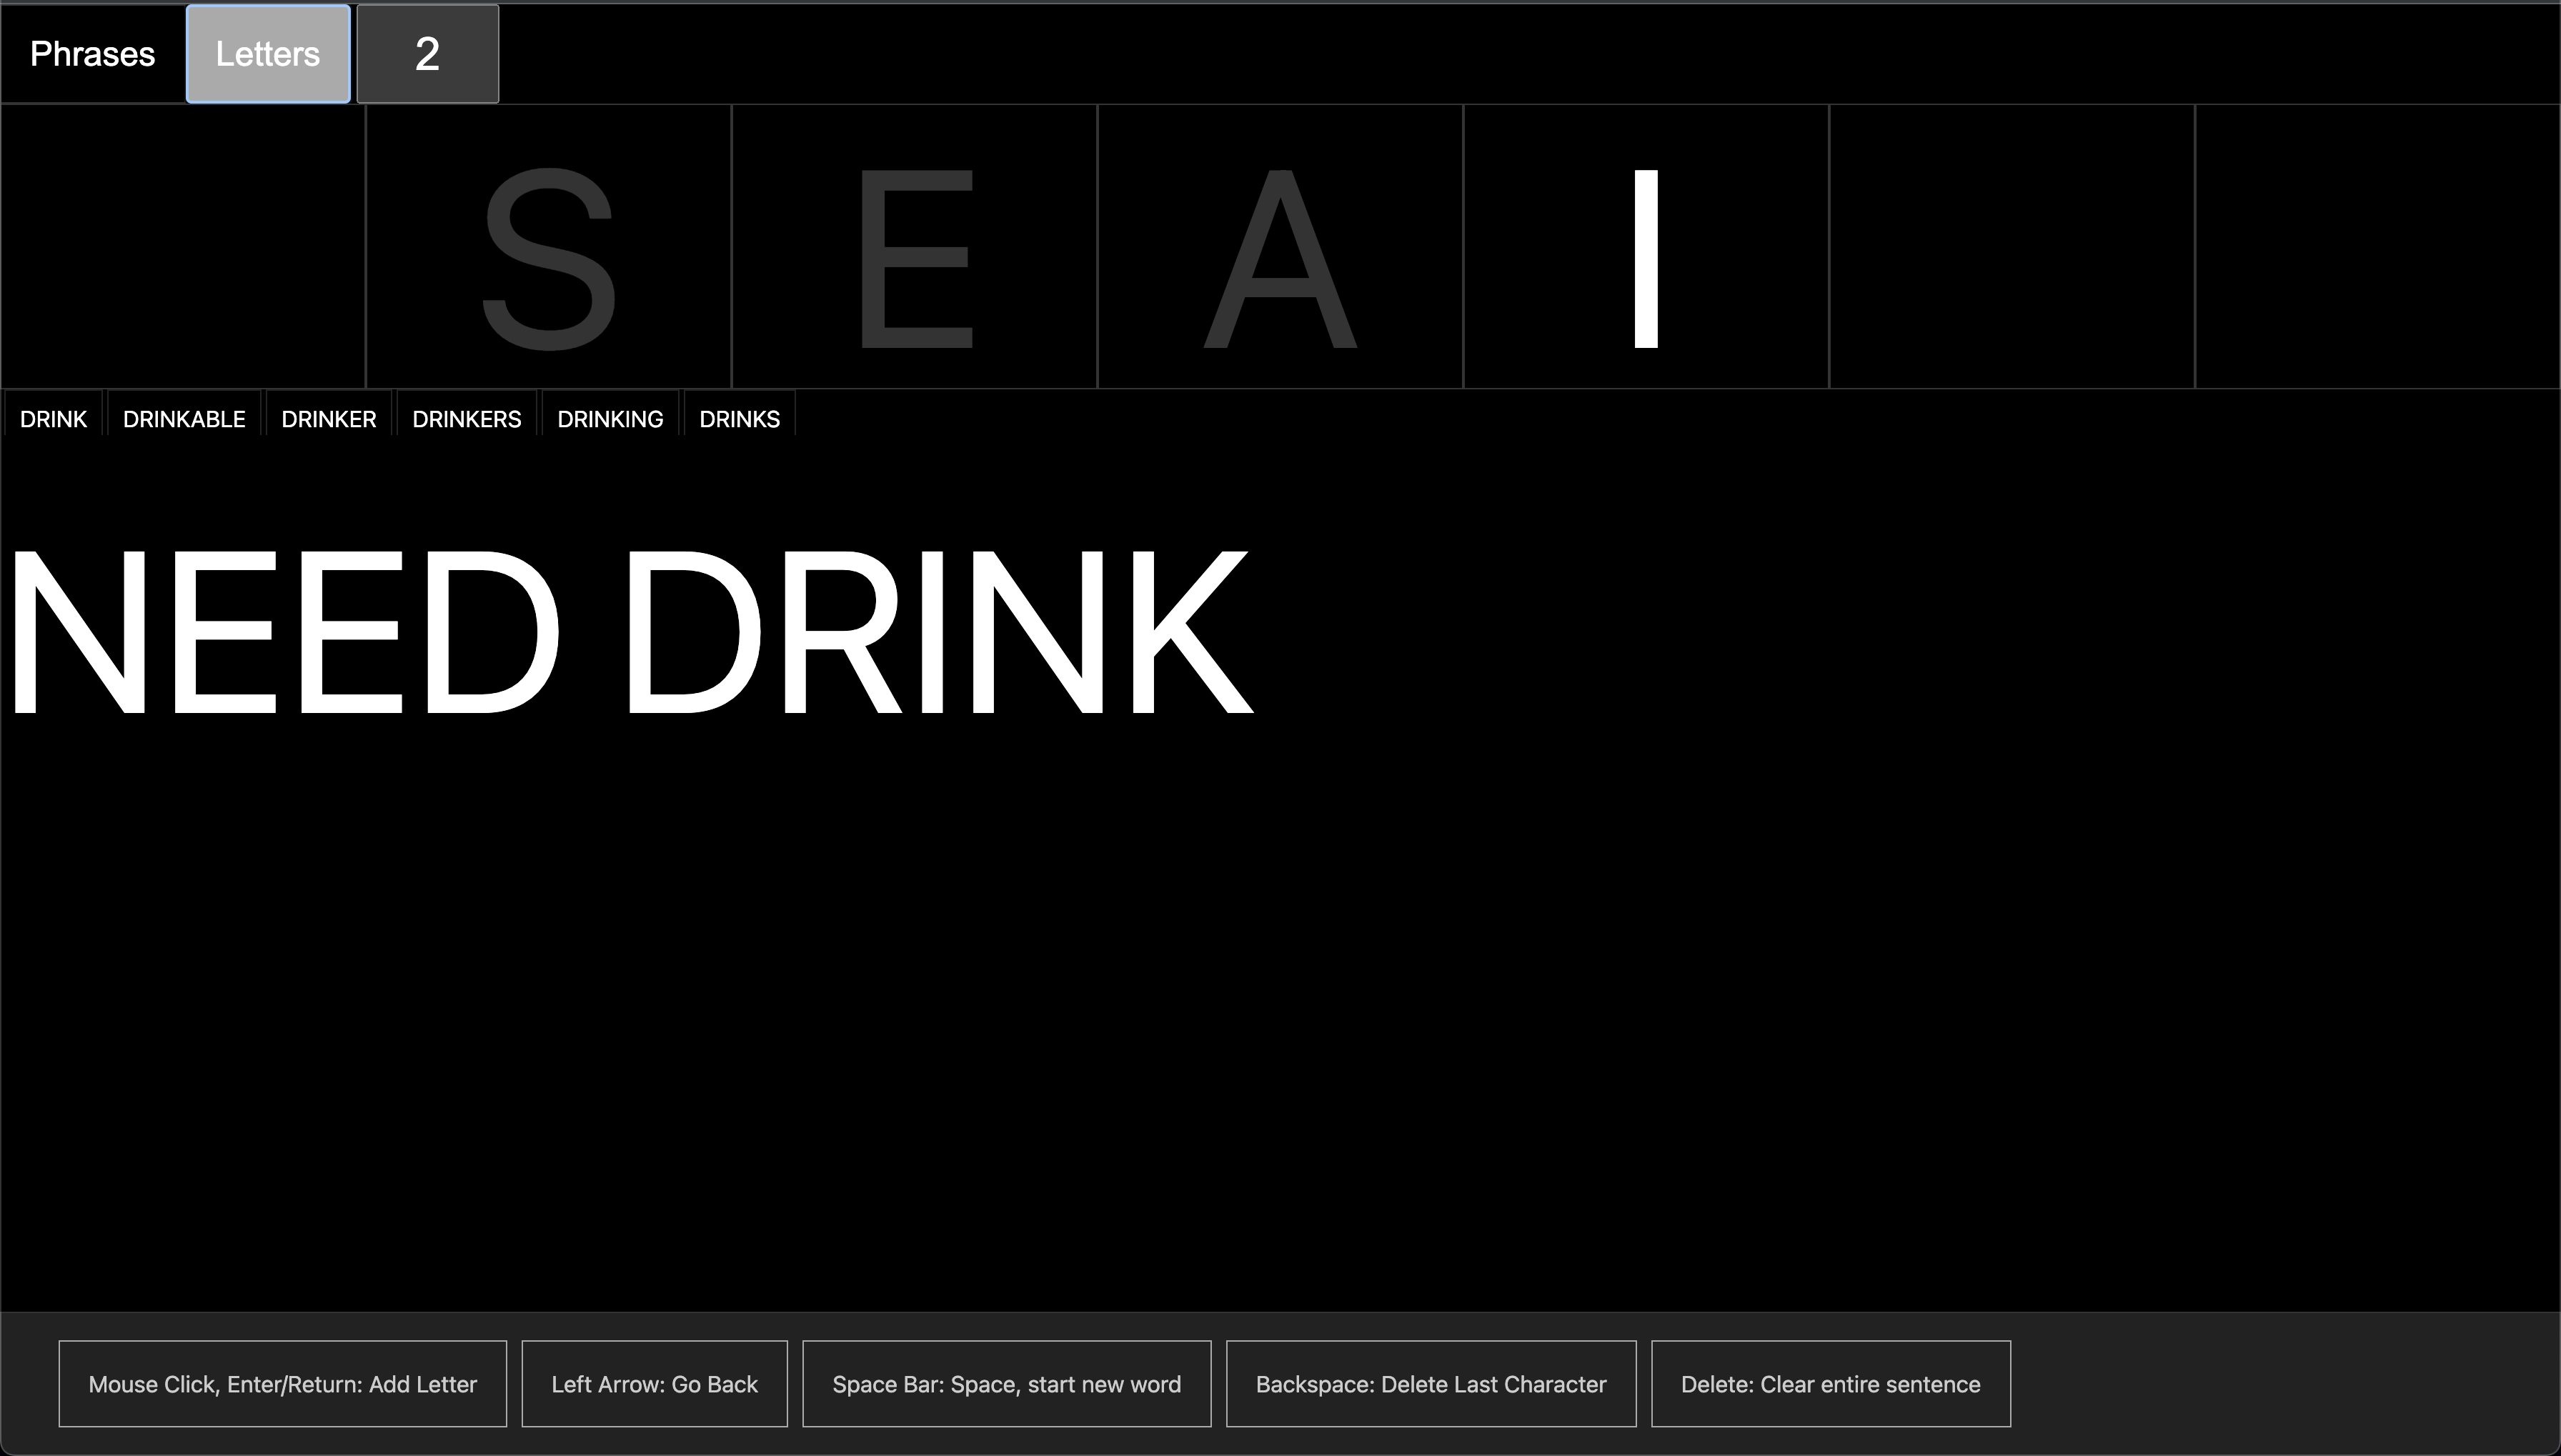 Phrases Letters 2
S E A I
DRINK DRINKABLE DRINKER DRINKERS DRINKING DRINKS
NEED DRINK
Mouse Click, Enter/Return: Add Letter Left Arrow: Go Back Space Bar: Space, start new word Backspace: Delete Last Character Delete: Clear entire sentence